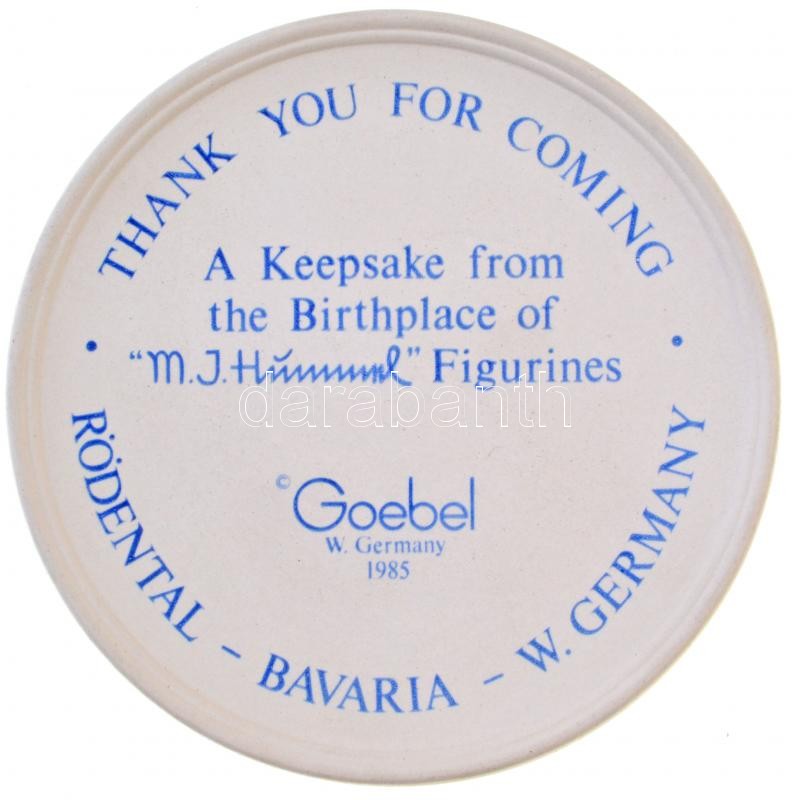 THANK YOU FOR COMING
A Keepsake from
the Birthplace of
“M.J. Hummel” Figurines
darabanth
© Goebel
W. Germany
1985
· RÖDENTAL – BAVARIA – W. GERMANY ·